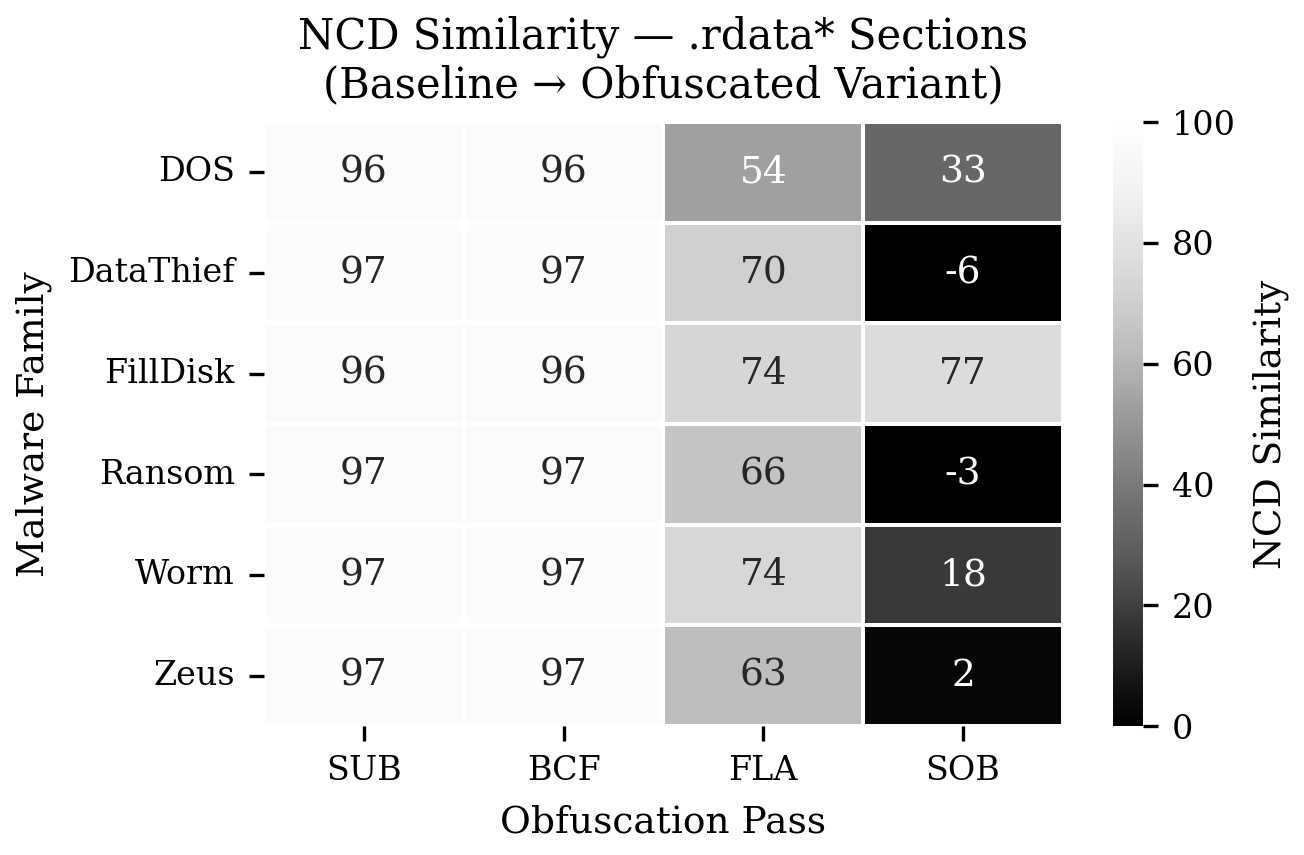 NCD Similarity — .rdata* Sections
(Baseline → Obfuscated Variant)
Malware Family
DOS 96 96 54 33
DataThief 97 97 70 -6
FillDisk 96 96 74 77
Ransom 97 97 66 -3
Worm 97 97 74 18
Zeus 97 97 63 2
SUB BCF FLA SOB
Obfuscation Pass
100
80
60
40
20
0
NCD Similarity